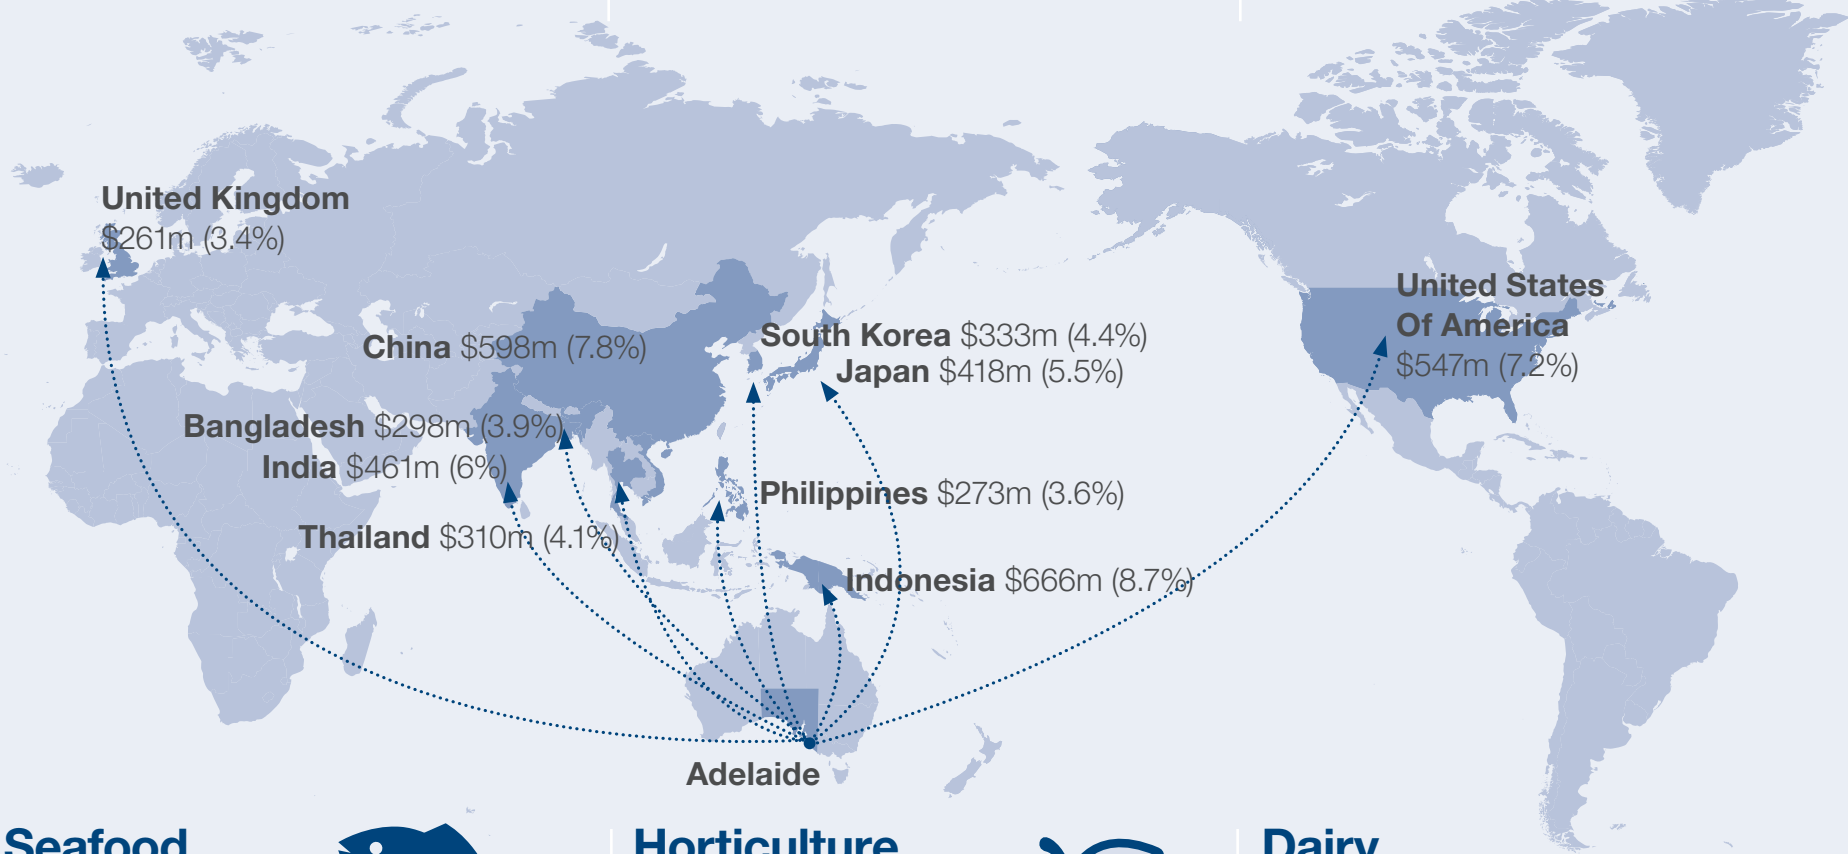 United Kingdom
$261m (3.4%)
United States
Of America
$547m (7.2%)
China $598m (7.8%)
South Korea $333m (4.4%)
Japan $418m (5.5%)
Bangladesh $298m (3.9%)
India $461m (6%)
Philippines $273m (3.6%)
Thailand $310m (4.1%)
Indonesia $666m (8.7%)
Adelaide
Seafood
Horticulture
Dairy